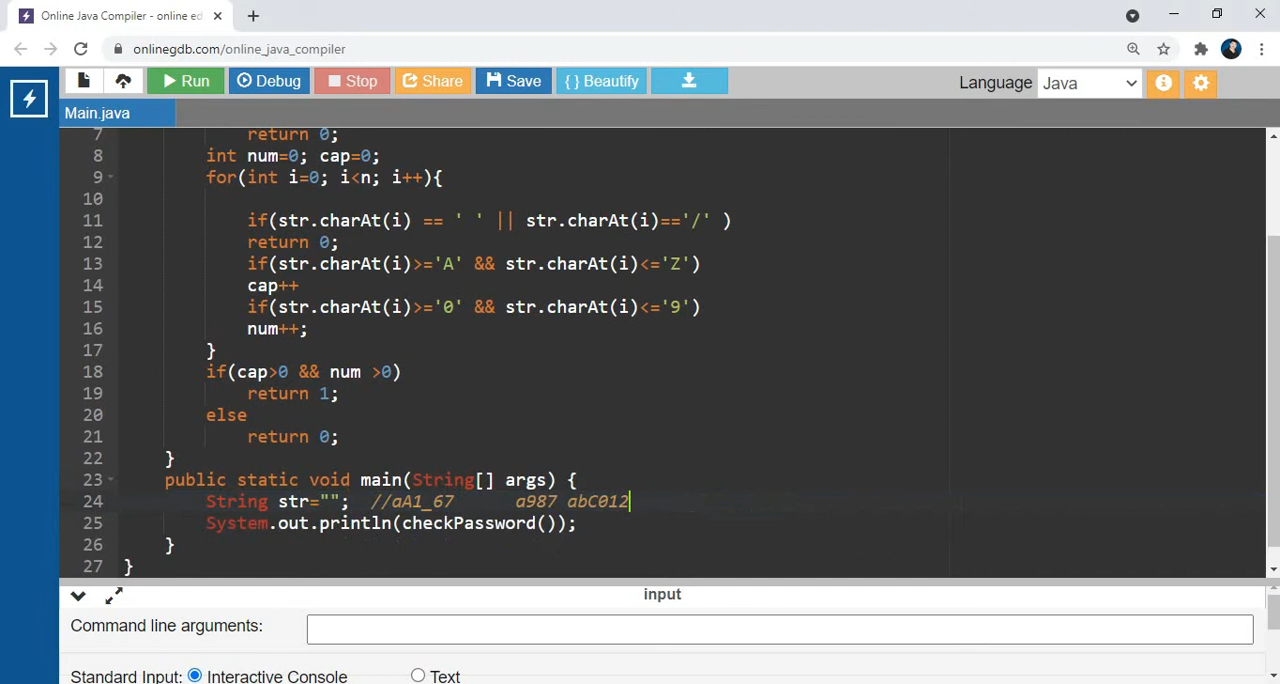 Online Java Compiler - online ed
onlinegdb.com/online_java_compiler
Run Debug Stop Share Save { } Beautify Language Java
Main.java
7 return 0;
8 int num=0; cap=0;
9 for(int i=0; i<n; i++){
10
11 if(str.charAt(i) == ' ' || str.charAt(i)=='/' )
12 return 0;
13 if(str.charAt(i)>='A' && str.charAt(i)<='Z')
14 cap++
15 if(str.charAt(i)>='0' && str.charAt(i)<='9')
16 num++;
17 }
18 if(cap>0 && num >0)
19 return 1;
20 else
21 return 0;
22 }
23 public static void main(String[] args) {
24 String str=""; //aA1_67 a987 abC012
25 System.out.println(checkPassword());
26 }
27 }
input
Command line arguments:
Standard Input: Interactive Console Text